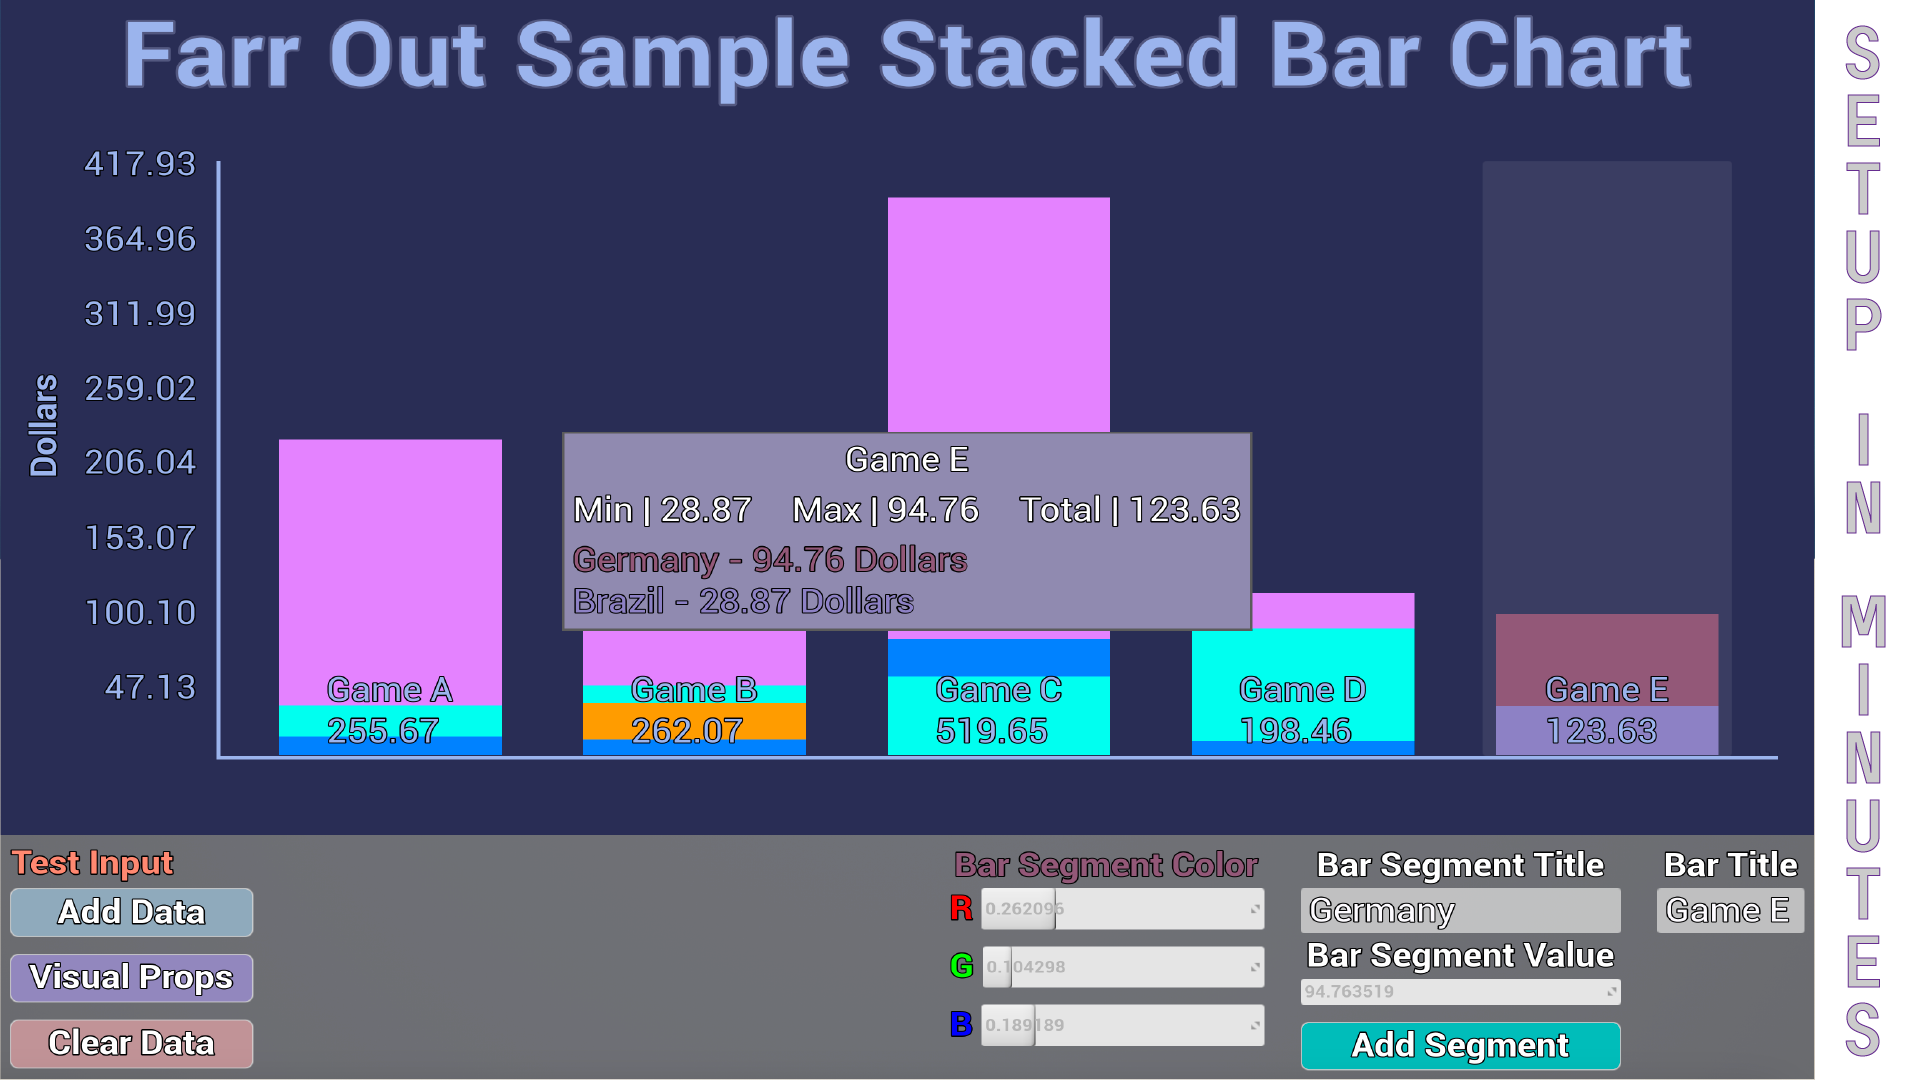 Farr Out Sample Stacked Bar Chart
417.93
364.96
311.99
259.02
206.04
153.07
100.10
47.13
Dollars
Game E
Min | 28.87 Max | 94.76 Total | 123.63
Germany - 94.76 Dollars
Brazil - 28.87 Dollars
Game A
255.67
Game B
262.07
Game C
519.65
Game D
198.46
Game E
123.63
Test Input
Add Data
Visual Props
Clear Data
Bar Segment Color
R 0.262096
G 0.104298
B 0.189189
Bar Segment Title
Germany
Bar Segment Value
94.763519
Add Segment
Bar Title
Game E
SETUP IN MINUTES